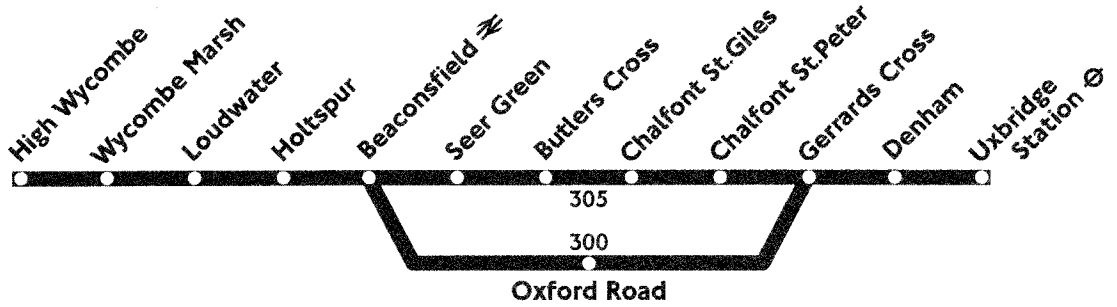 High Wycombe
Wycombe Marsh
Loudwater
Holtspur
Beaconsfield
Seer Green
Butlers Cross
Chalfont St.Giles
Chalfont St.Peter
Gerrards Cross
Denham
Uxbridge
Station
305
300
Oxford Road